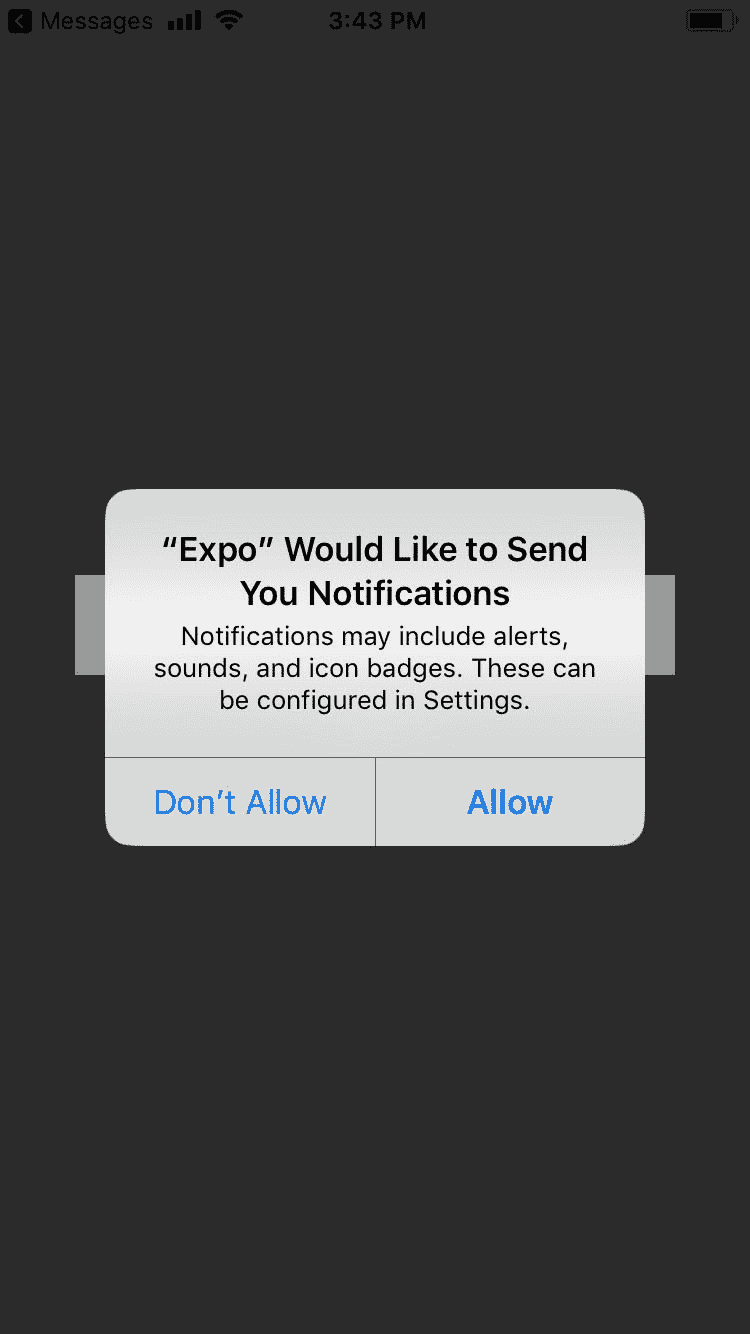 Messages 3:43 PM
“Expo” Would Like to Send
You Notifications
Notifications may include alerts,
sounds, and icon badges. These can
be configured in Settings.
Don’t Allow Allow